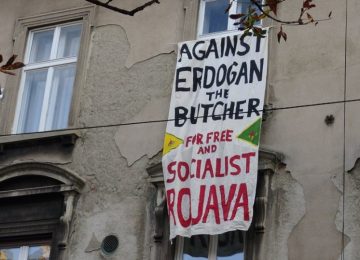 AGAINST
ERDOGAN
THE
BUTCHER
FOR FREE
AND
SOCIALIST
ROJAVA